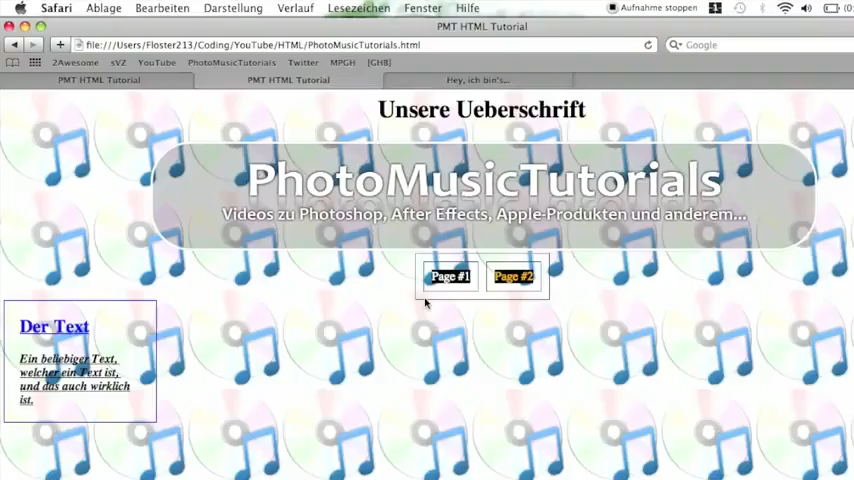 Safari Ablage Bearbeiten Darstellung Verlauf Lesezeichen Fenster Hilfe Aufnahme stoppen
PMT HTML Tutorial
file:///Users/Floster213/Coding/YouTube/HTML/PhotoMusicTutorials.html Google
2Awesome sVZ YouTube PhotoMusicTutorials Twitter MPGH [GHB]
PMT HTML Tutorial PMT HTML Tutorial Hey, ich bin's...
Unsere Ueberschrift
PhotoMusicTutorials
Videos zu Photoshop, After Effects, Apple-Produkten und anderem...
Page #1 Page #2
Der Text
Ein beliebiger Text,
welcher ein Text ist,
und das auch wirklich
ist.